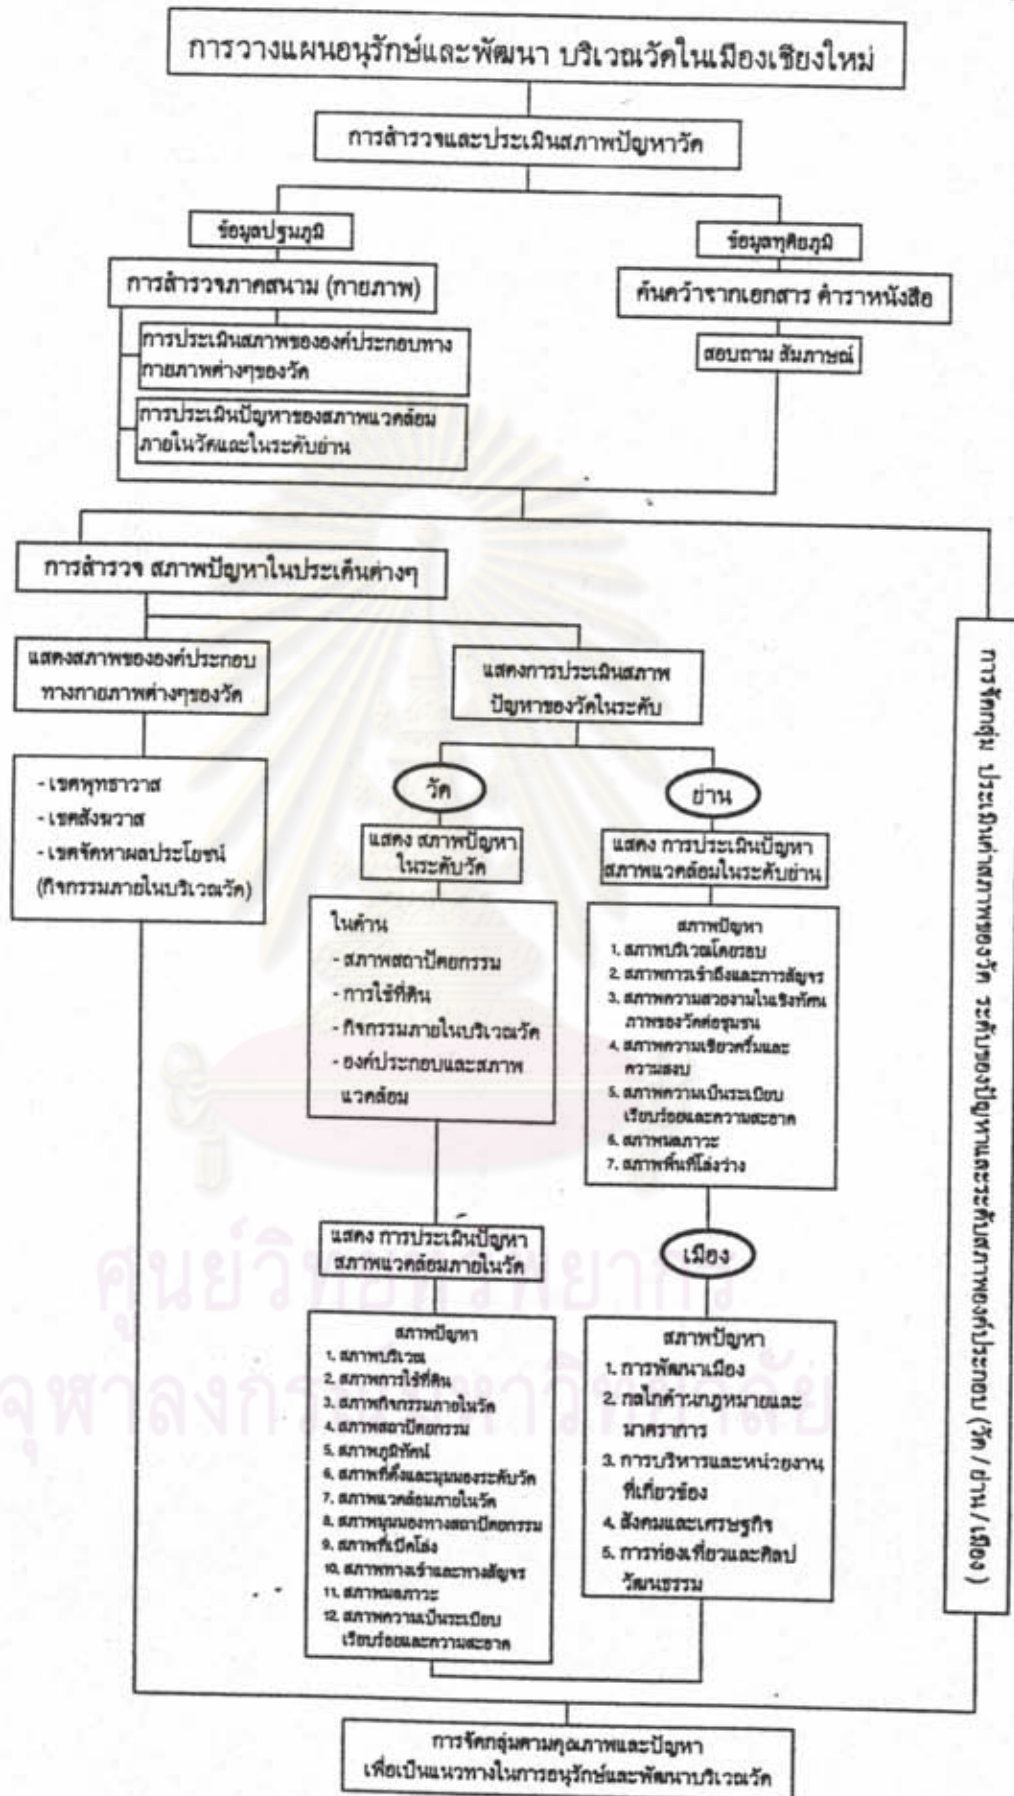 การวางแผนอนุรักษ์และพัฒนา บริเวณวัดในเมืองเชียงใหม่
การสำรวจและประเมินสภาพปัญหาวัด
ข้อมูลปฐมภูมิ
ข้อมูลทุติยภูมิ
การสำรวจภาคสนาม (กายภาพ)
ค้นคว้าจากเอกสาร ตำราหนังสือ
การประเมินสภาพขององค์ประกอบทาง
กายภาพต่างๆของวัด
สอบถาม สัมภาษณ์
การประเมินปัญหาของสภาพแวดล้อม
ภายในวัดและในระดับย่าน
การสำรวจ สภาพปัญหาในประเด็นต่างๆ
แสดงสภาพขององค์ประกอบ
ทางกายภาพต่างๆของวัด
แสดงการประเมินสภาพ
ปัญหาของวัดในระดับ
- เขตพุทธาวาส
- เขตสังฆวาส
- เขตจัดหาผลประโยชน์
(กิจกรรมภายในบริเวณวัด)
วัด
แสดง สภาพปัญหา
ในระดับวัด
ในด้าน
- สภาพสถาปัตยกรรม
- การใช้ที่ดิน
- กิจกรรมภายในบริเวณวัด
- องค์ประกอบและสภาพ
แวดล้อม
แสดง การประเมินปัญหา
สภาพแวดล้อมภายในวัด
สภาพปัญหา
1. สภาพบริเวณ
2. สภาพการใช้ที่ดิน
3. สภาพกิจกรรมภายในวัด
4. สภาพสถาปัตยกรรม
5. สภาพภูมิทัศน์
6. สภาพที่ตั้งและมุมมองระดับวัด
7. สภาพแวดล้อมภายในวัด
8. สภาพมุมมองทางสถาปัตยกรรม
9. สภาพที่เปิดโล่ง
10. สภาพทางเข้าและทางสัญจร
11. สภาพมลภาวะ
12. สภาพความเป็นระเบียบ
เรียบร้อยและความสะอาด
ย่าน
แสดง การประเมินปัญหา
สภาพแวดล้อมในระดับย่าน
สภาพปัญหา
1. สภาพบริเวณโดยรอบ
2. สภาพการเข้าถึงและการสัญจร
3. สภาพความสวยงามในเชิงทัศน
ภาพของวัดต่อชุมชน
4. สภาพความเขียวครึ้มและ
ความสงบ
5. สภาพความเป็นระเบียบ
เรียบร้อยและความสะอาด
6. สภาพมลภาวะ
7. สภาพพื้นที่โล่งว่าง
เมือง
สภาพปัญหา
1. การพัฒนาเมือง
2. กลไกด้านกฎหมายและ
มาตราการ
3. การบริหารและหน่วยงาน
ที่เกี่ยวข้อง
4. สังคมและเศรษฐกิจ
5. การท่องเที่ยวและศิลป
วัฒนธรรม
การจัดกลุ่ม ประเมินค่าสภาพของวัด ระดับของปัญหาและระดับสภาพองค์ประกอบ (วัด / ย่าน / เมือง )
การจัดกลุ่มตามคุณภาพและปัญหา
เพื่อเป็นแนวทางในการอนุรักษ์และพัฒนาบริเวณวัด
ศูนย์วิทยทรัพยากร
จุฬาลงกรณ์มหาวิทยาลัย